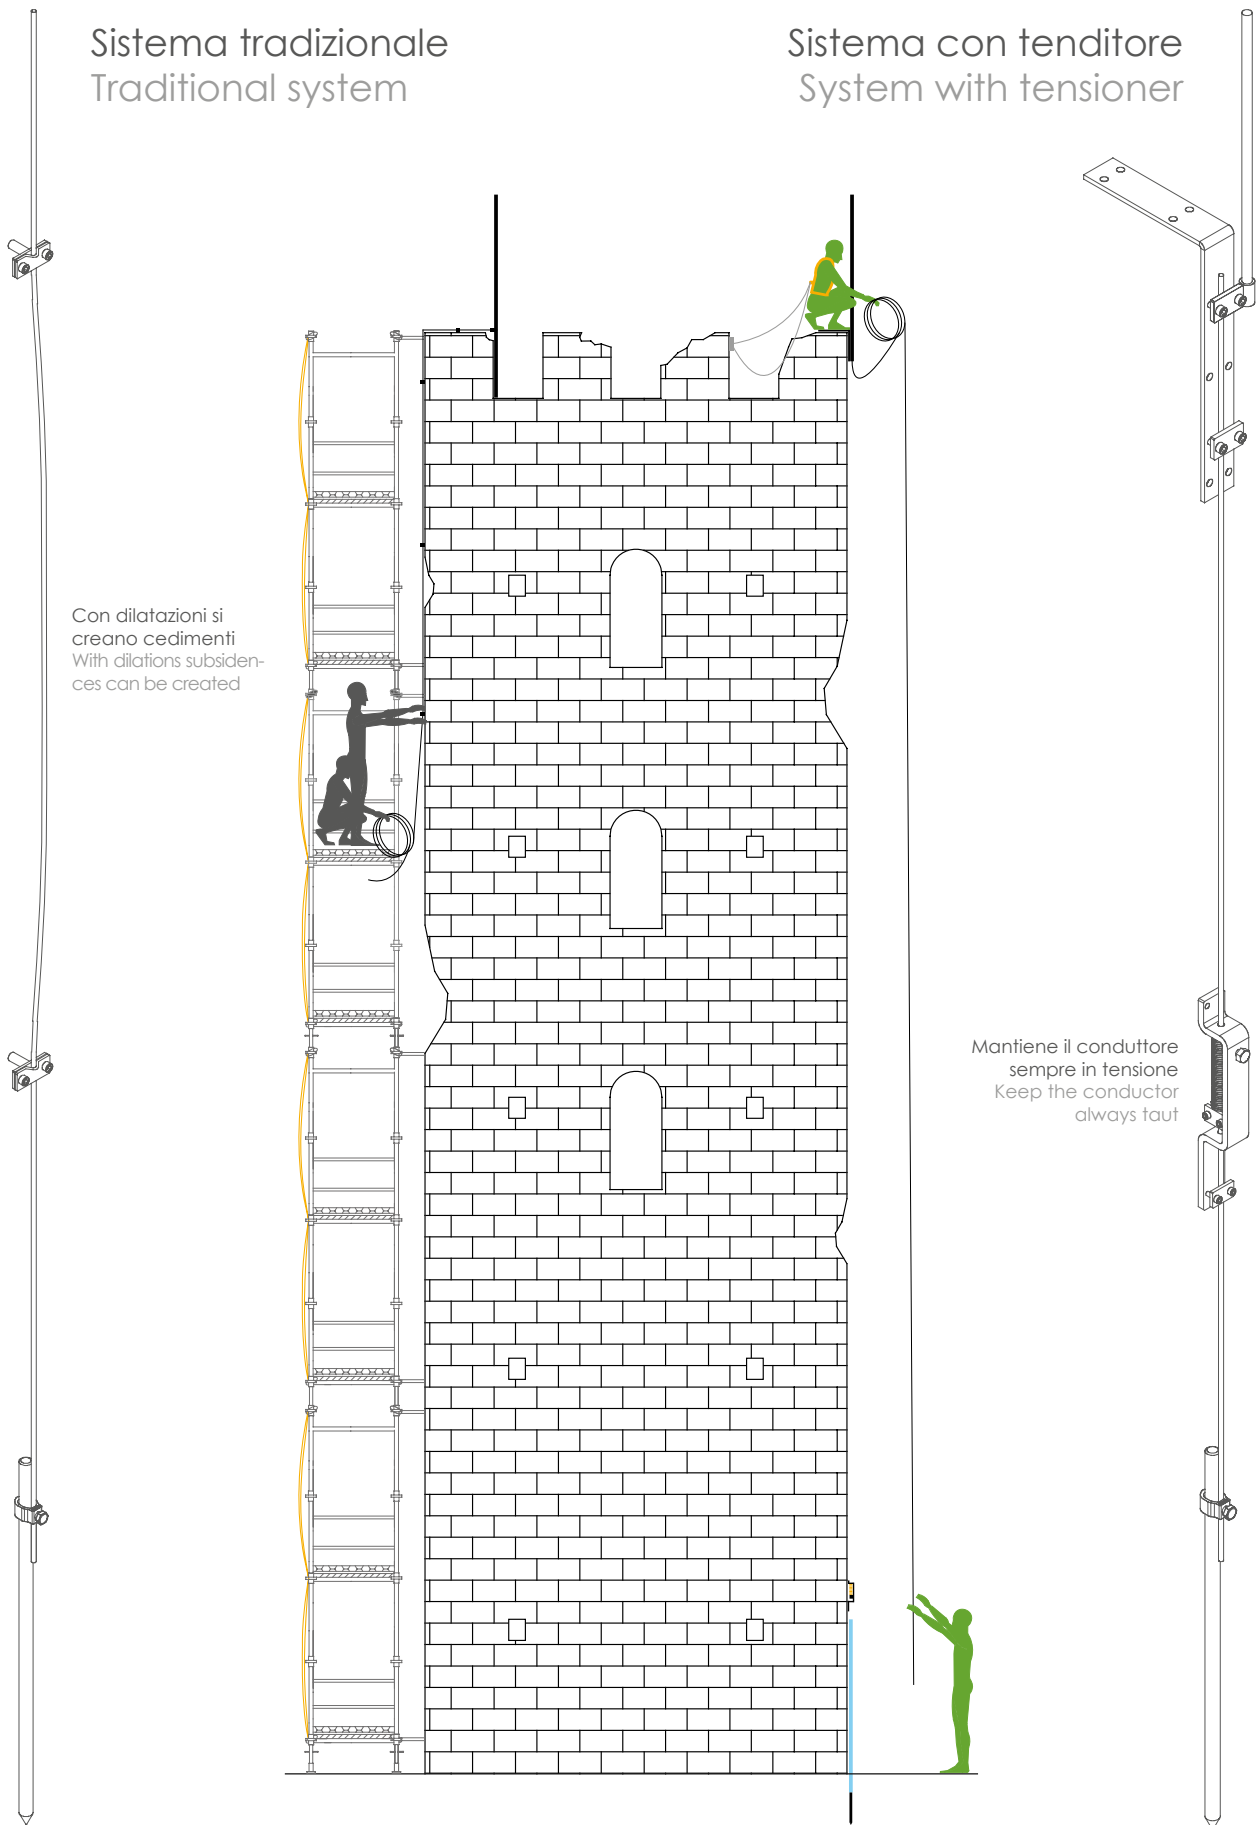 Sistema tradizionale
Traditional system
Sistema con tenditore
System with tensioner
Con dilatazioni si
creano cedimenti
With dilations subsiden-
ces can be created
Mantiene il conduttore
sempre in tensione
Keep the conductor
always taut